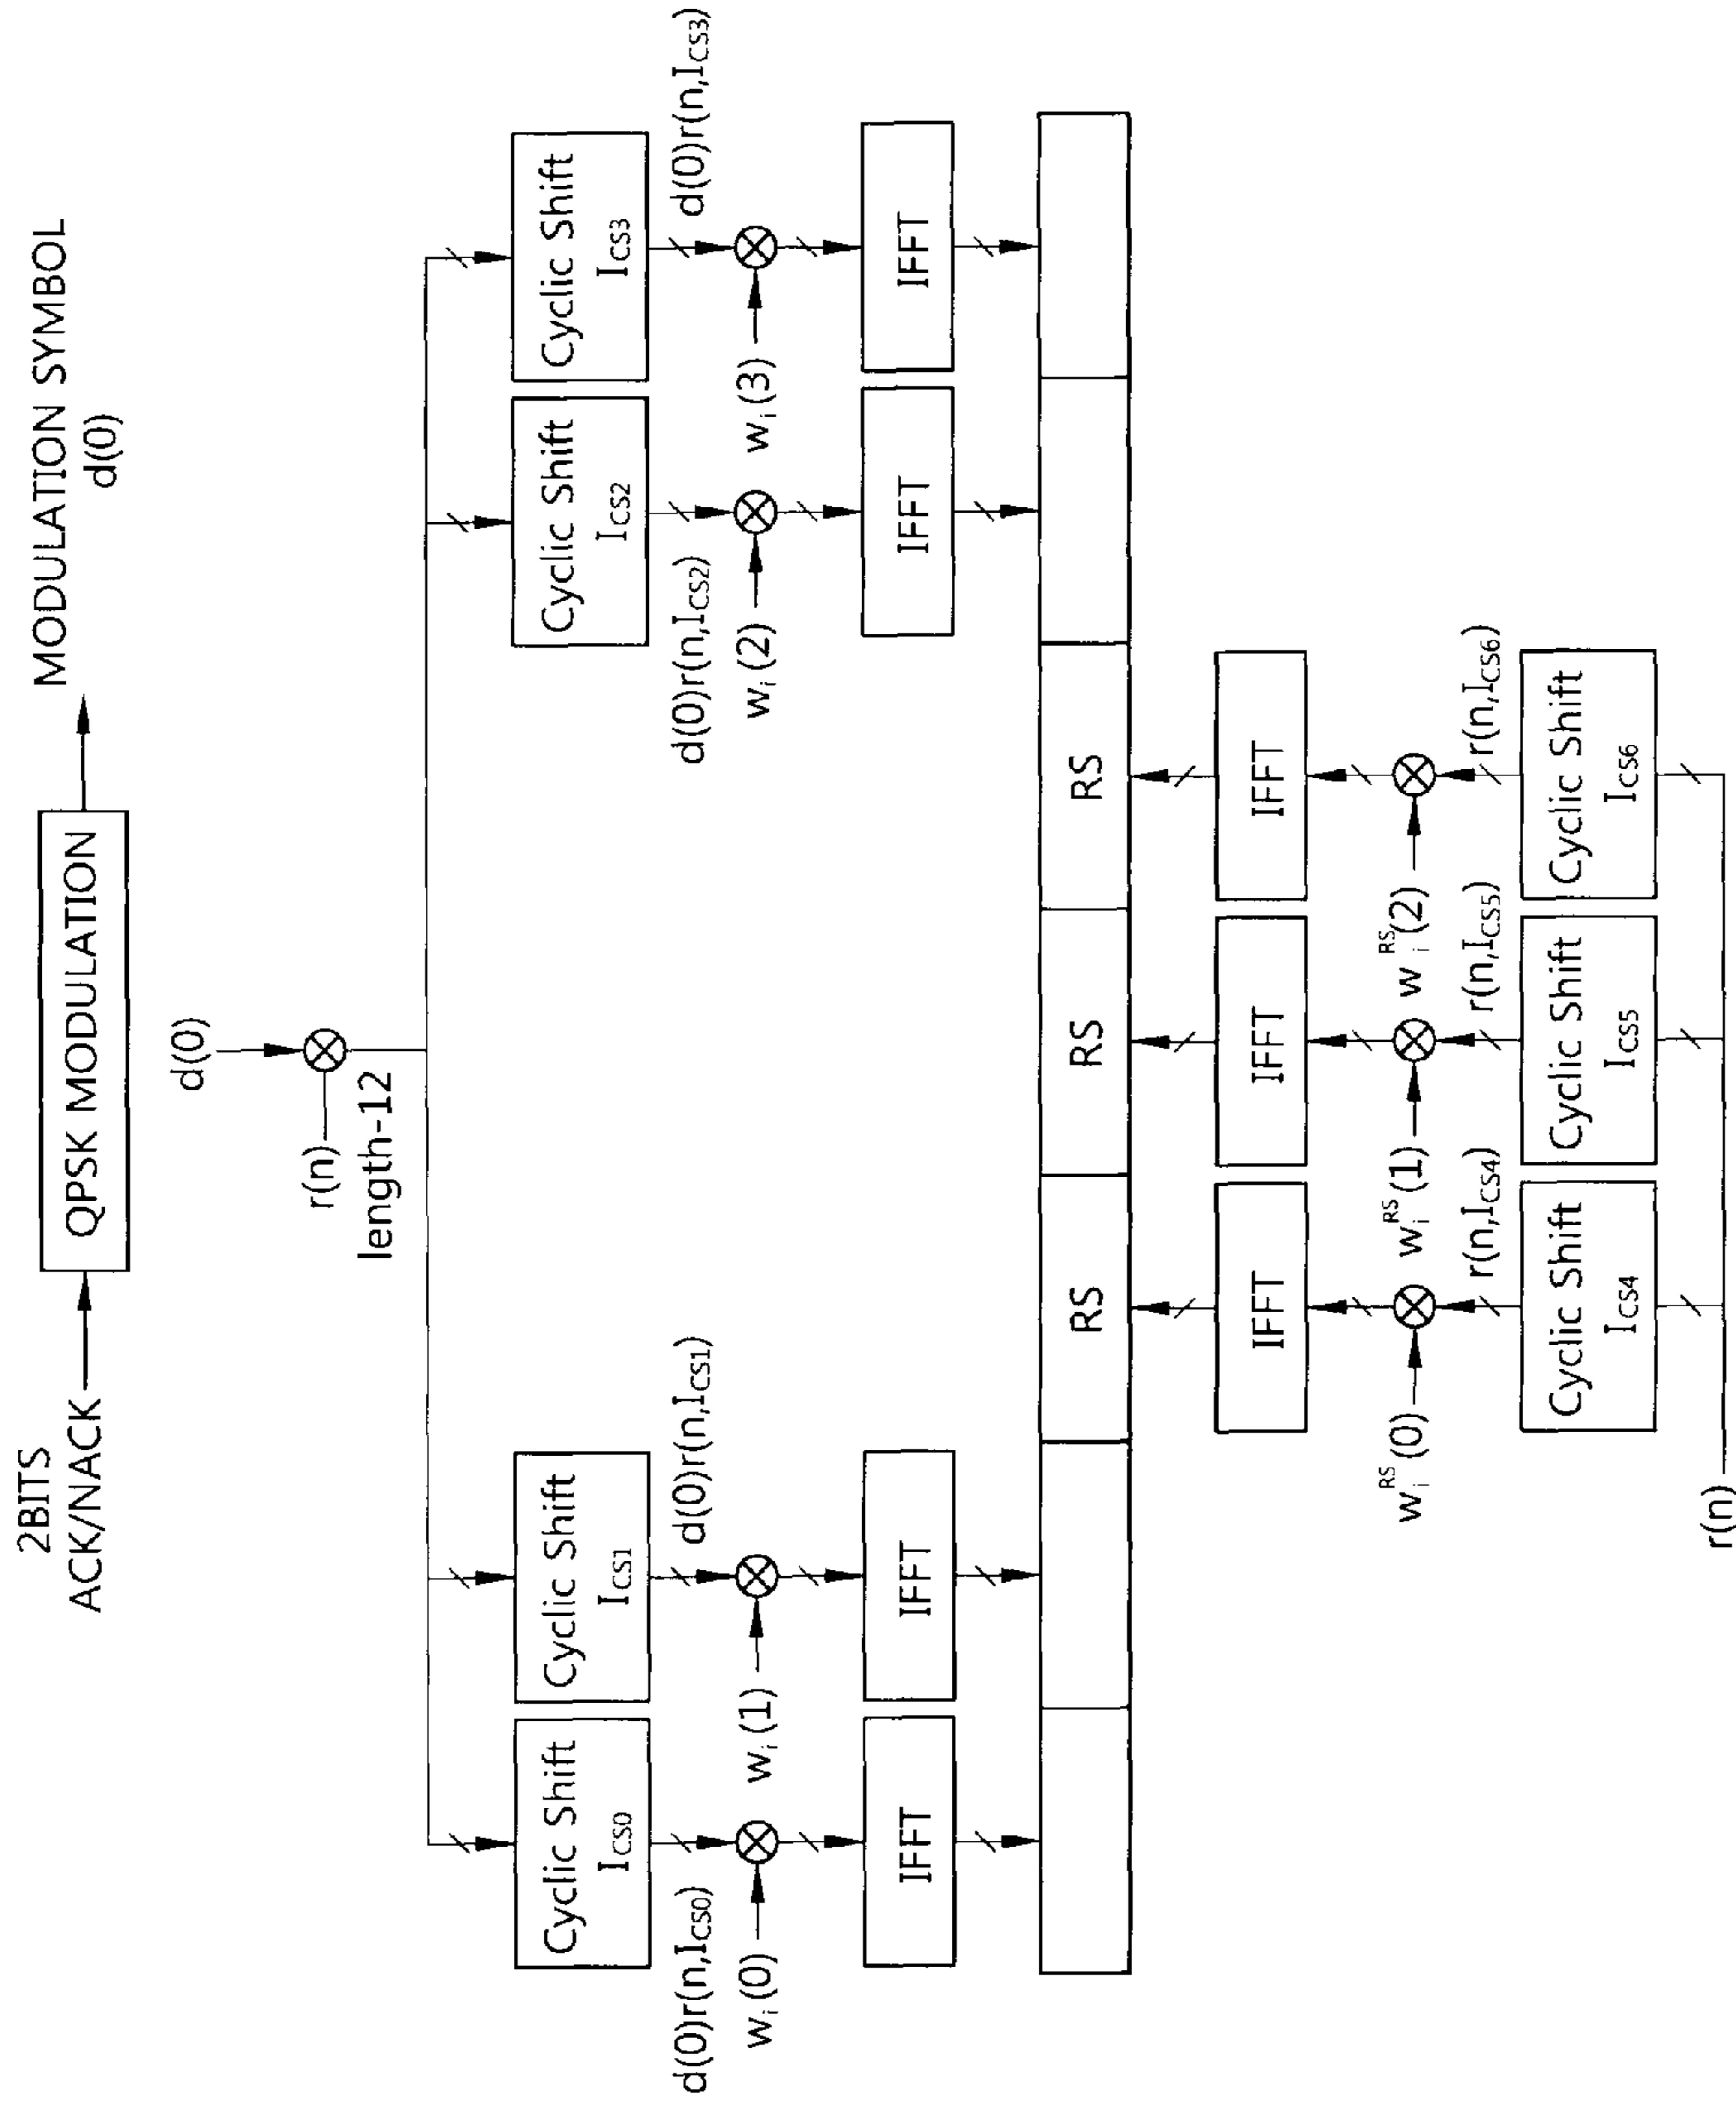 2BITS
ACK/NACK
QPSK MODULATION
MODULATION SYMBOL
d(0)
d(0)
r(n)
length-12
Cyclic Shift
I_CS0
Cyclic Shift
I_CS1
Cyclic Shift
I_CS2
Cyclic Shift
I_CS3
d(0)r(n,I_CS0)
d(0)r(n,I_CS1)
d(0)r(n,I_CS2)
d(0)r(n,I_CS3)
w_i(0)
w_i(1)
w_i(2)
w_i(3)
IFFT
IFFT
IFFT
IFFT
RS
RS
RS
IFFT
IFFT
IFFT
w_i^RS(0)
w_i^RS(1)
w_i^RS(2)
r(n,I_CS4)
r(n,I_CS5)
r(n,I_CS6)
Cyclic Shift
I_CS4
Cyclic Shift
I_CS5
Cyclic Shift
I_CS6
r(n)